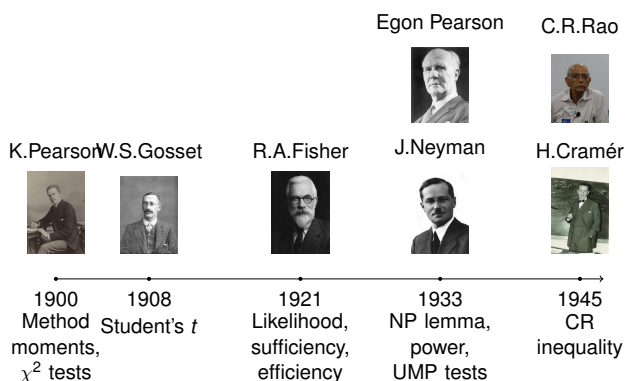 Egon Pearson
C.R.Rao
K.Pearson
W.S.Gosset
R.A.Fisher
J.Neyman
H.Cramér
1900
Method
moments,
χ² tests
1908
Student's t
1921
Likelihood,
sufficiency,
efficiency
1933
NP lemma,
power,
UMP tests
1945
CR
inequality